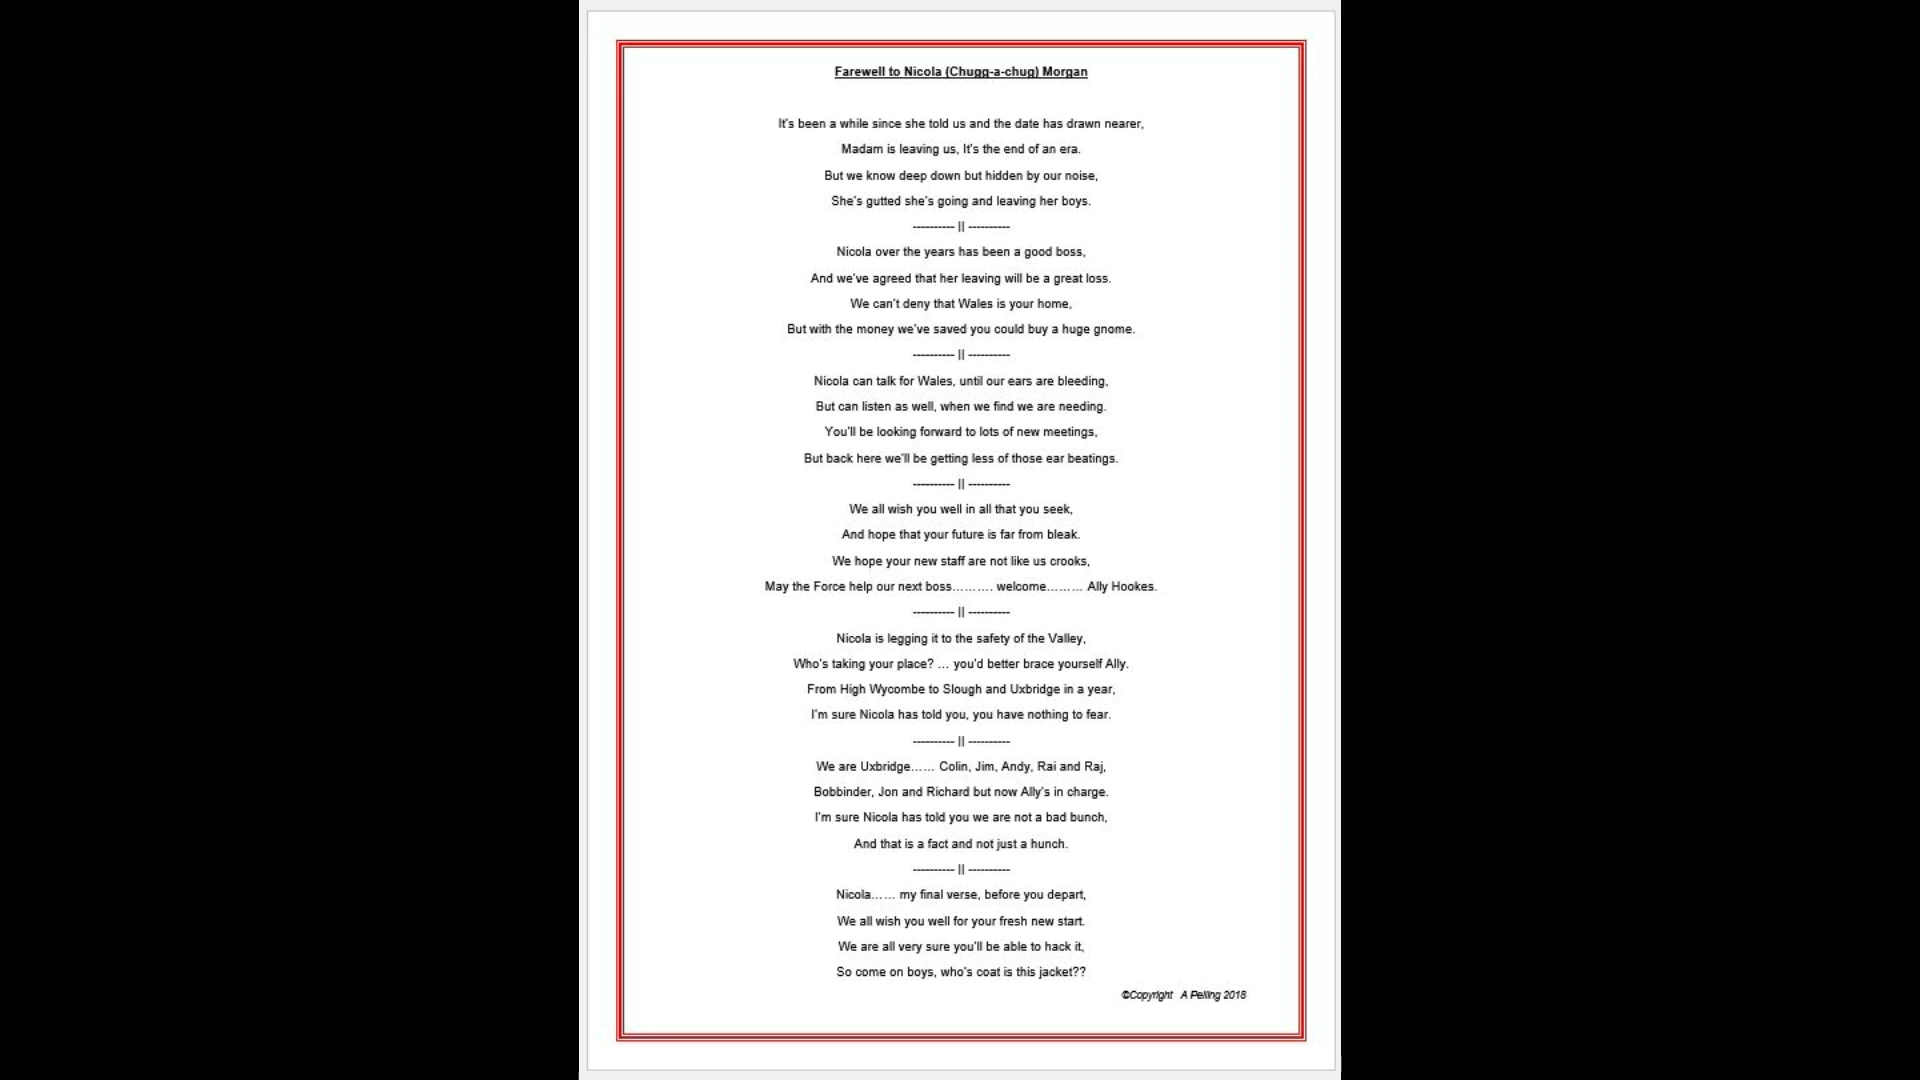 Farewell to Nicola (Chugg-a-chug) Morgan
It's been a while since she told us and the date has drawn nearer,
Madam is leaving us, It's the end of an era.
But we know deep down but hidden by our noise,
She's gutted she's going and leaving her boys.
---------- || ----------
Nicola over the years has been a good boss,
And we've agreed that her leaving will be a great loss.
We can't deny that Wales is your home,
But with the money we've saved you could buy a huge gnome.
---------- || ----------
Nicola can talk for Wales, until our ears are bleeding,
But can listen as well, when we find we are needing.
You'll be looking forward to lots of new meetings,
But back here we'll be getting less of those ear beatings.
---------- || ----------
We all wish you well in all that you seek,
And hope that your future is far from bleak.
We hope your new staff are not like us crooks,
May the Force help our next boss………. welcome……… Ally Hookes.
---------- || ----------
Nicola is legging it to the safety of the Valley,
Who's taking your place? … you'd better brace yourself Ally.
From High Wycombe to Slough and Uxbridge in a year,
I'm sure Nicola has told you, you have nothing to fear.
---------- || ----------
We are Uxbridge…… Colin, Jim, Andy, Rai and Raj,
Bobbinder, Jon and Richard but now Ally's in charge.
I'm sure Nicola has told you we are not a bad bunch,
And that is a fact and not just a hunch.
---------- || ----------
Nicola…… my final verse, before you depart,
We all wish you well for your fresh new start.
We are all very sure you'll be able to hack it,
So come on boys, who's coat is this jacket??
©Copyright A Pelling 2018